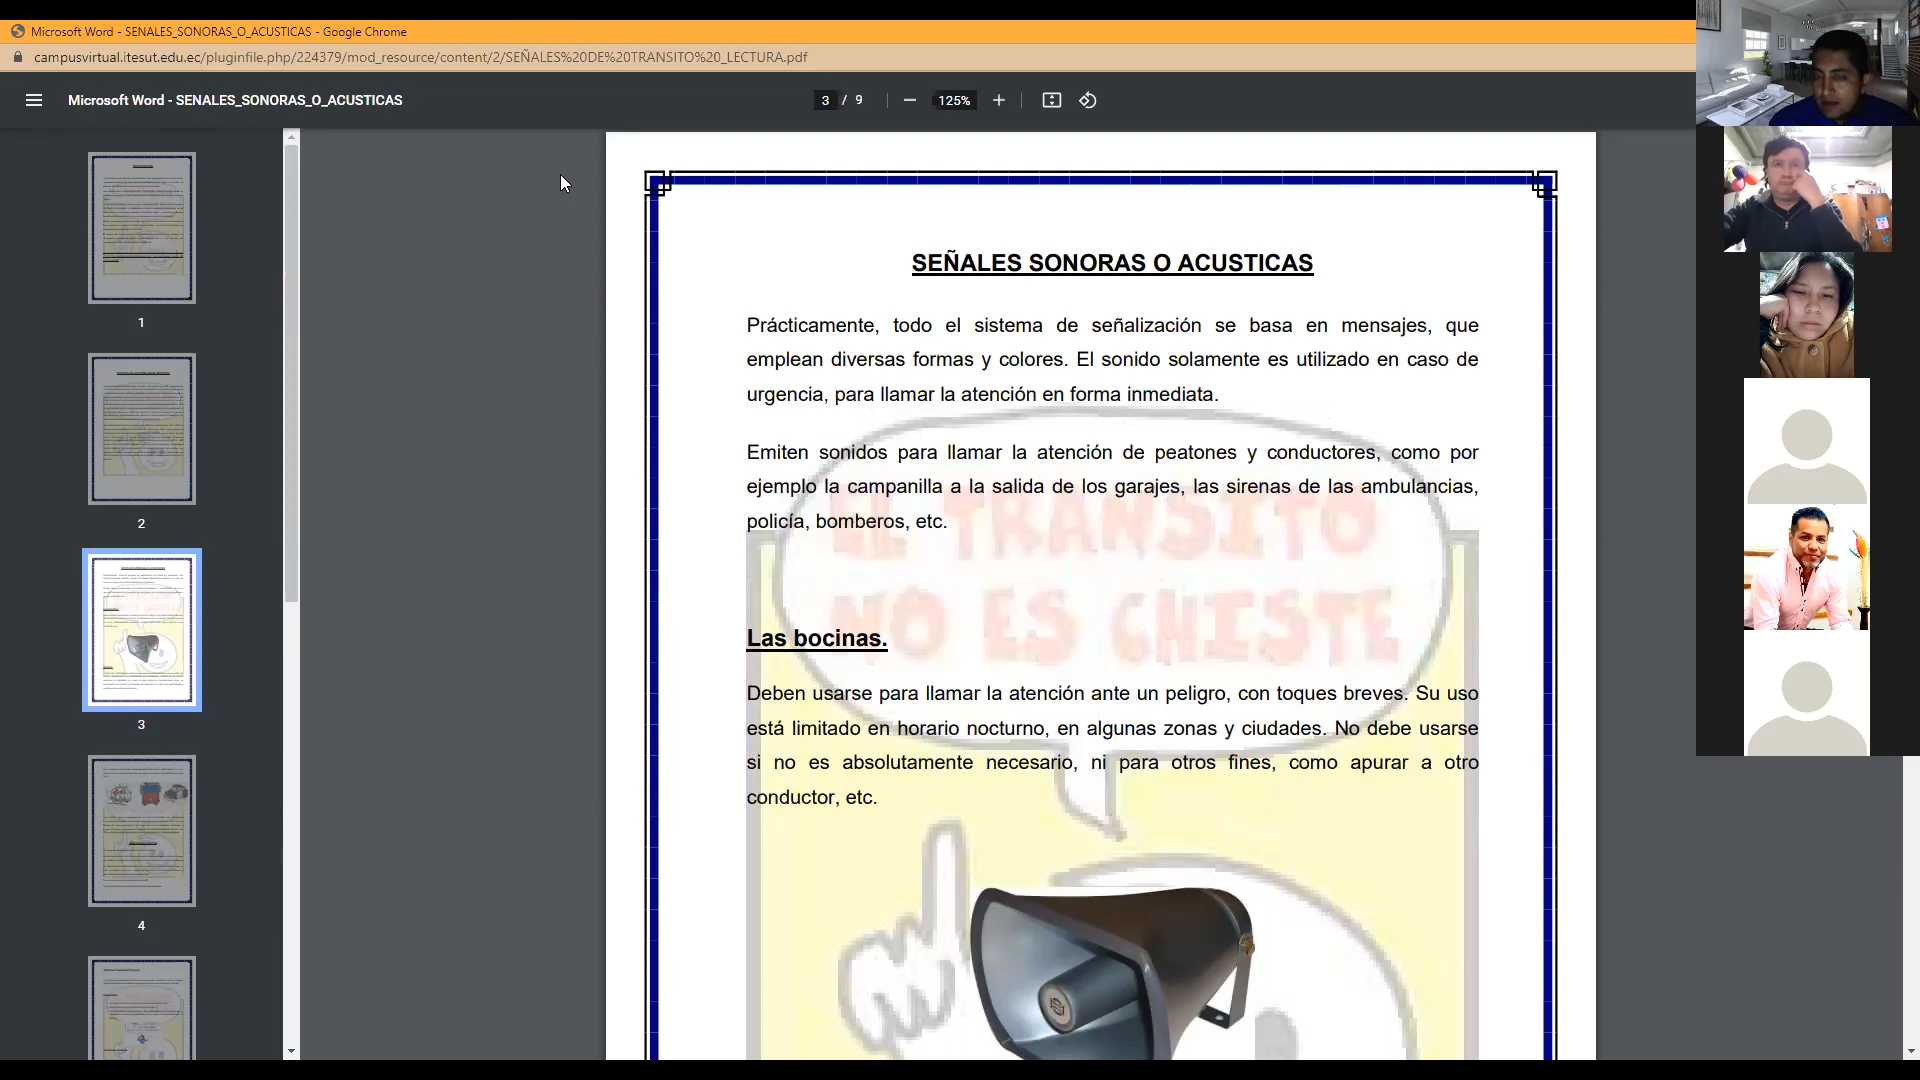 Microsoft Word - SENALES_SONORAS_O_ACUSTICAS - Google Chrome
campusvirtual.itesut.edu.ec/pluginfile.php/224379/mod_resource/content/2/SEÑALES%20DE%20TRANSITO%20_LECTURA.pdf
Microsoft Word - SENALES_SONORAS_O_ACUSTICAS
3 / 9
125%
1
2
3
4
SEÑALES SONORAS O ACUSTICAS
Prácticamente, todo el sistema de señalización se basa en mensajes, que
emplean diversas formas y colores. El sonido solamente es utilizado en caso de
urgencia, para llamar la atención en forma inmediata.
Emiten sonidos para llamar la atención de peatones y conductores, como por
ejemplo la campanilla a la salida de los garajes, las sirenas de las ambulancias,
policía, bomberos, etc.
EL TRANSITO
NO ES CHISTE
Las bocinas.
Deben usarse para llamar la atención ante un peligro, con toques breves. Su uso
está limitado en horario nocturno, en algunas zonas y ciudades. No debe usarse
si no es absolutamente necesario, ni para otros fines, como apurar a otro
conductor, etc.